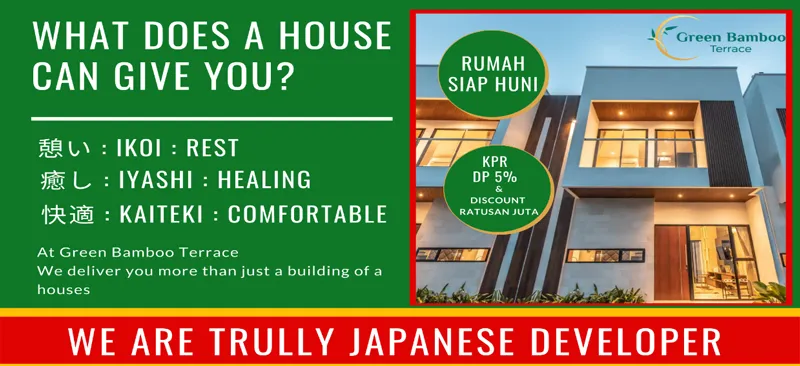 WHAT DOES A HOUSE
CAN GIVE YOU?
憩い : IKOI : REST
癒し : IYASHI : HEALING
快適 : KAITEKI : COMFORTABLE
At Green Bamboo Terrace
We deliver you more than just a building of a
houses
Green Bamboo
Terrace
RUMAH
SIAP HUNI
KPR
DP 5%
&
DISCOUNT
RATUSAN JUTA
WE ARE TRULLY JAPANESE DEVELOPER